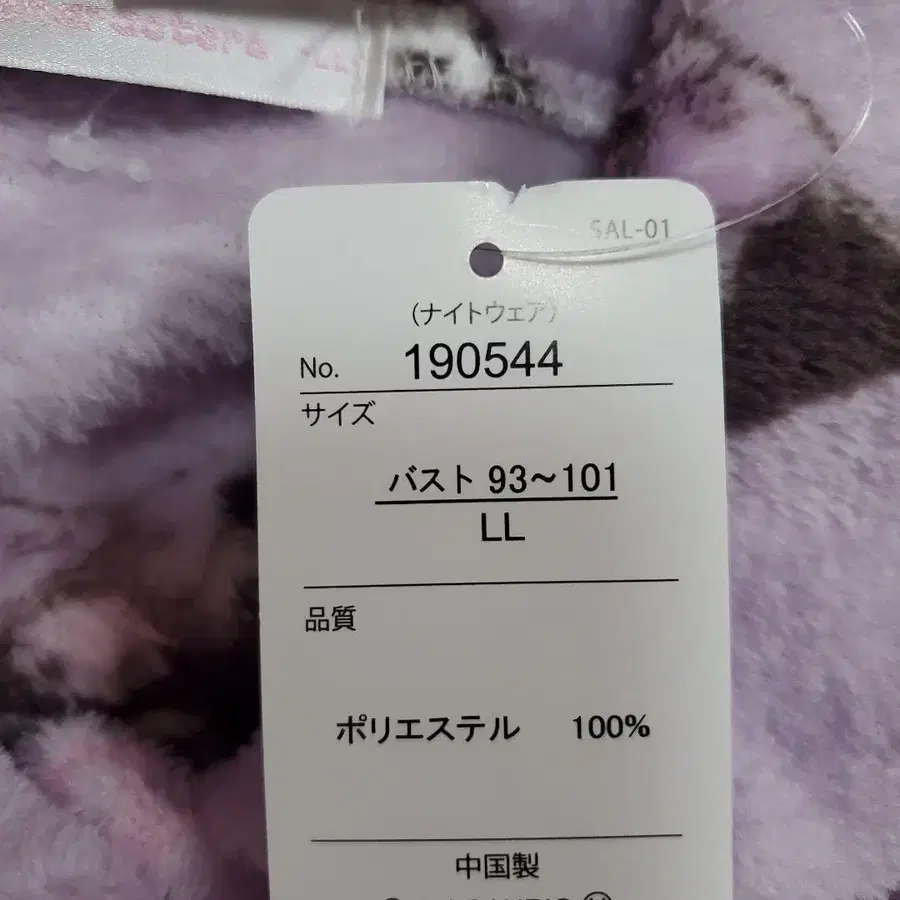 LL
SAL-01
(ナイトウェア)
No. 190544
サイズ
バスト 93~101
LL
品質
ポリエステル 100%
中国製